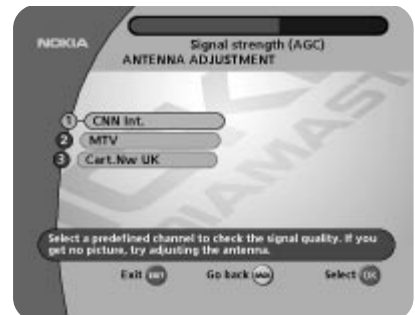 NOKIA
Signal strength (AGC)
ANTENNA ADJUSTMENT
1 CNN Int.
2 MTV
3 Cart.Nw UK
Select a predefined channel to check the signal quality. If you
get no picture, try adjusting the antenna.
Exit Go back Select OK